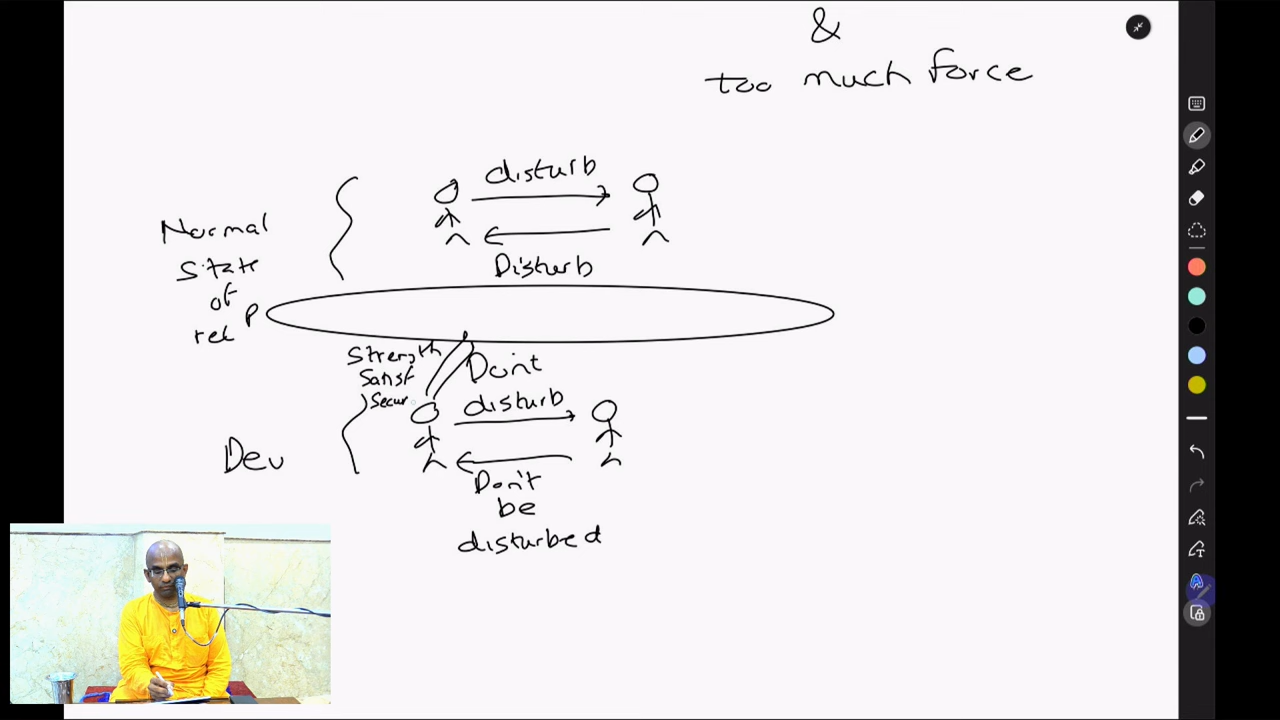 &
too much force
disturb
Normal
State
of
rel P
Disturb
Strength
Satisf
Secur
Don't
disturb
Dev
Don't
be
disturbed